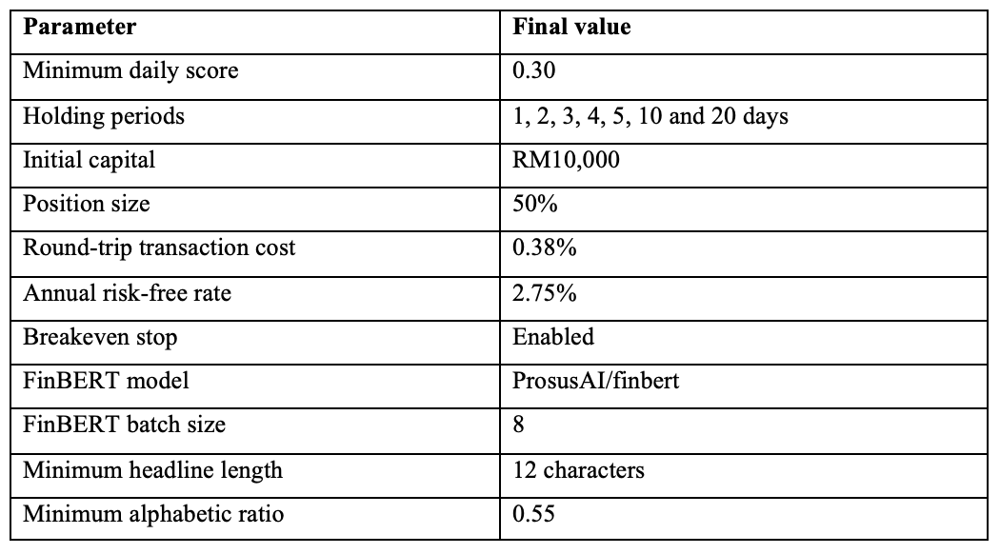 Parameter Final value
Minimum daily score 0.30
Holding periods 1, 2, 3, 4, 5, 10 and 20 days
Initial capital RM10,000
Position size 50%
Round-trip transaction cost 0.38%
Annual risk-free rate 2.75%
Breakeven stop Enabled
FinBERT model ProsusAI/finbert
FinBERT batch size 8
Minimum headline length 12 characters
Minimum alphabetic ratio 0.55